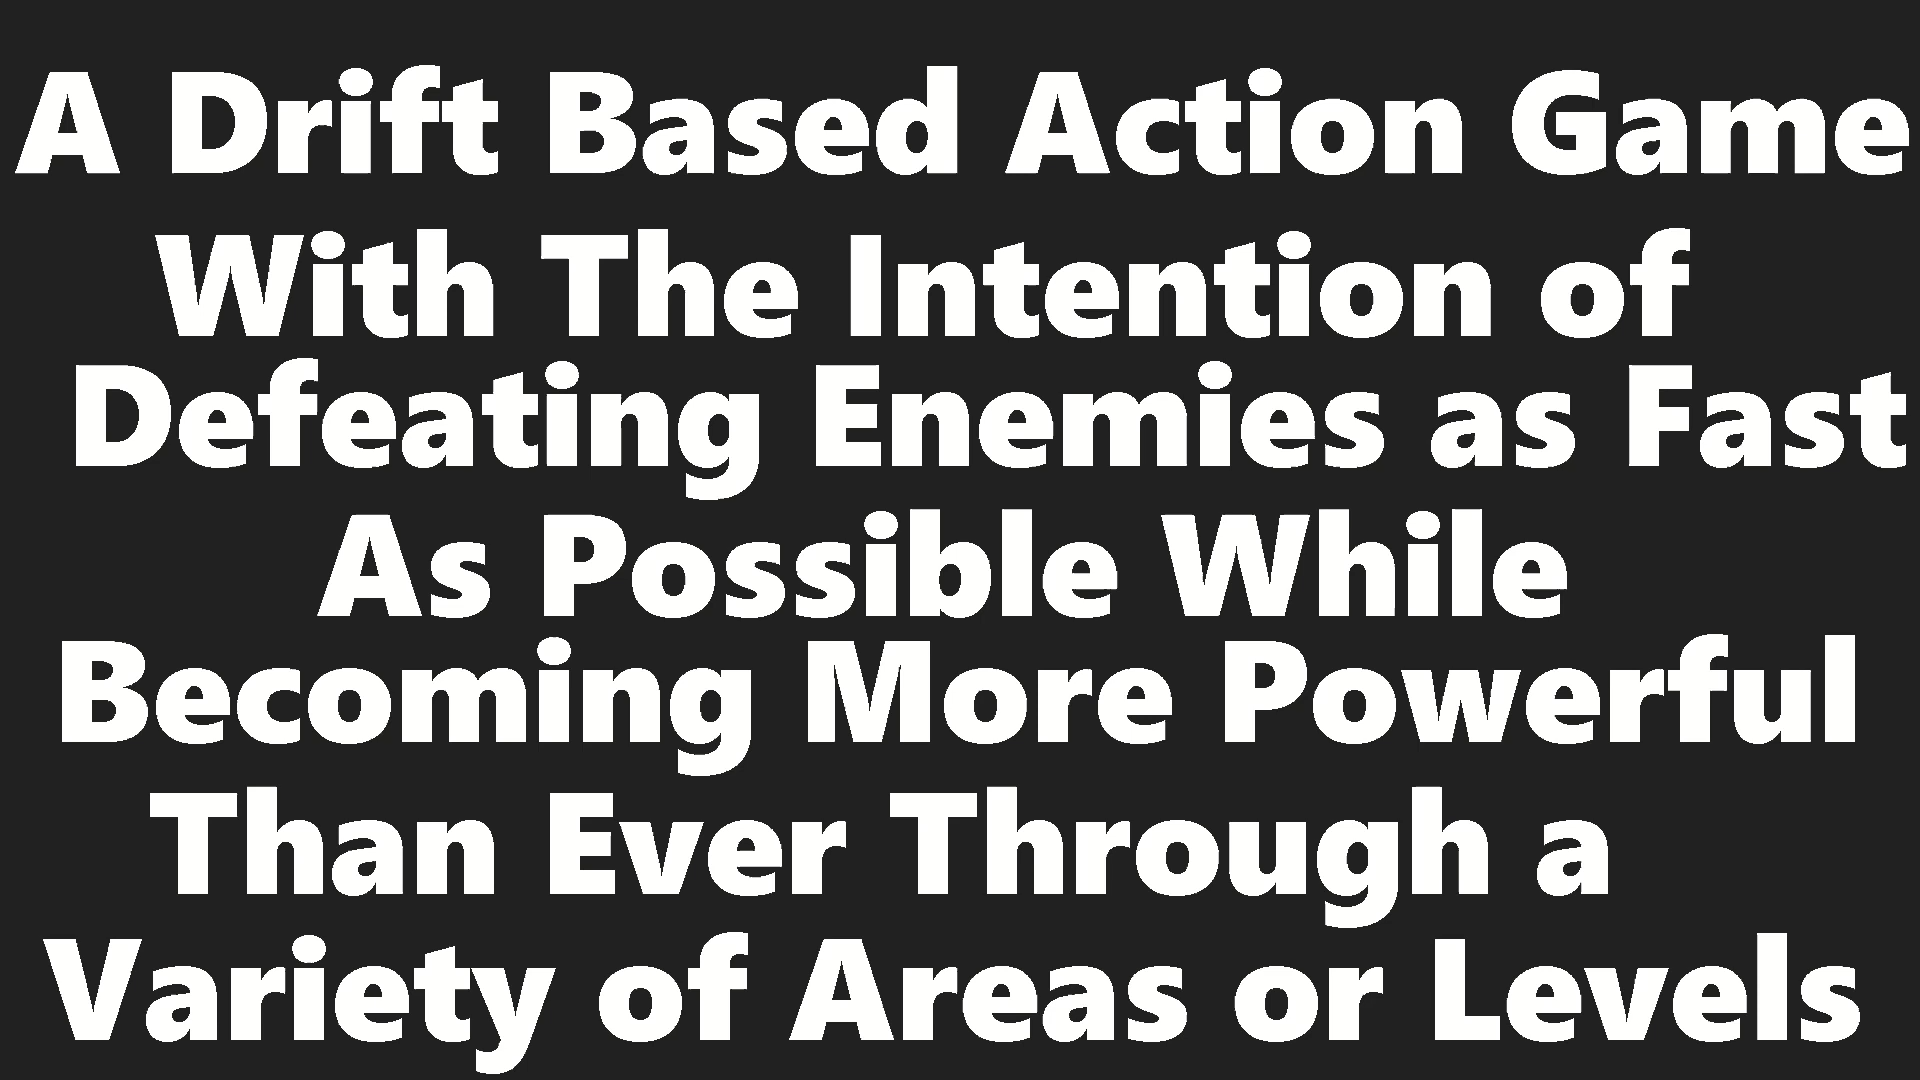 A Drift Based Action Game
With The Intention of
Defeating Enemies as Fast
As Possible While
Becoming More Powerful
Than Ever Through a
Variety of Areas or Levels